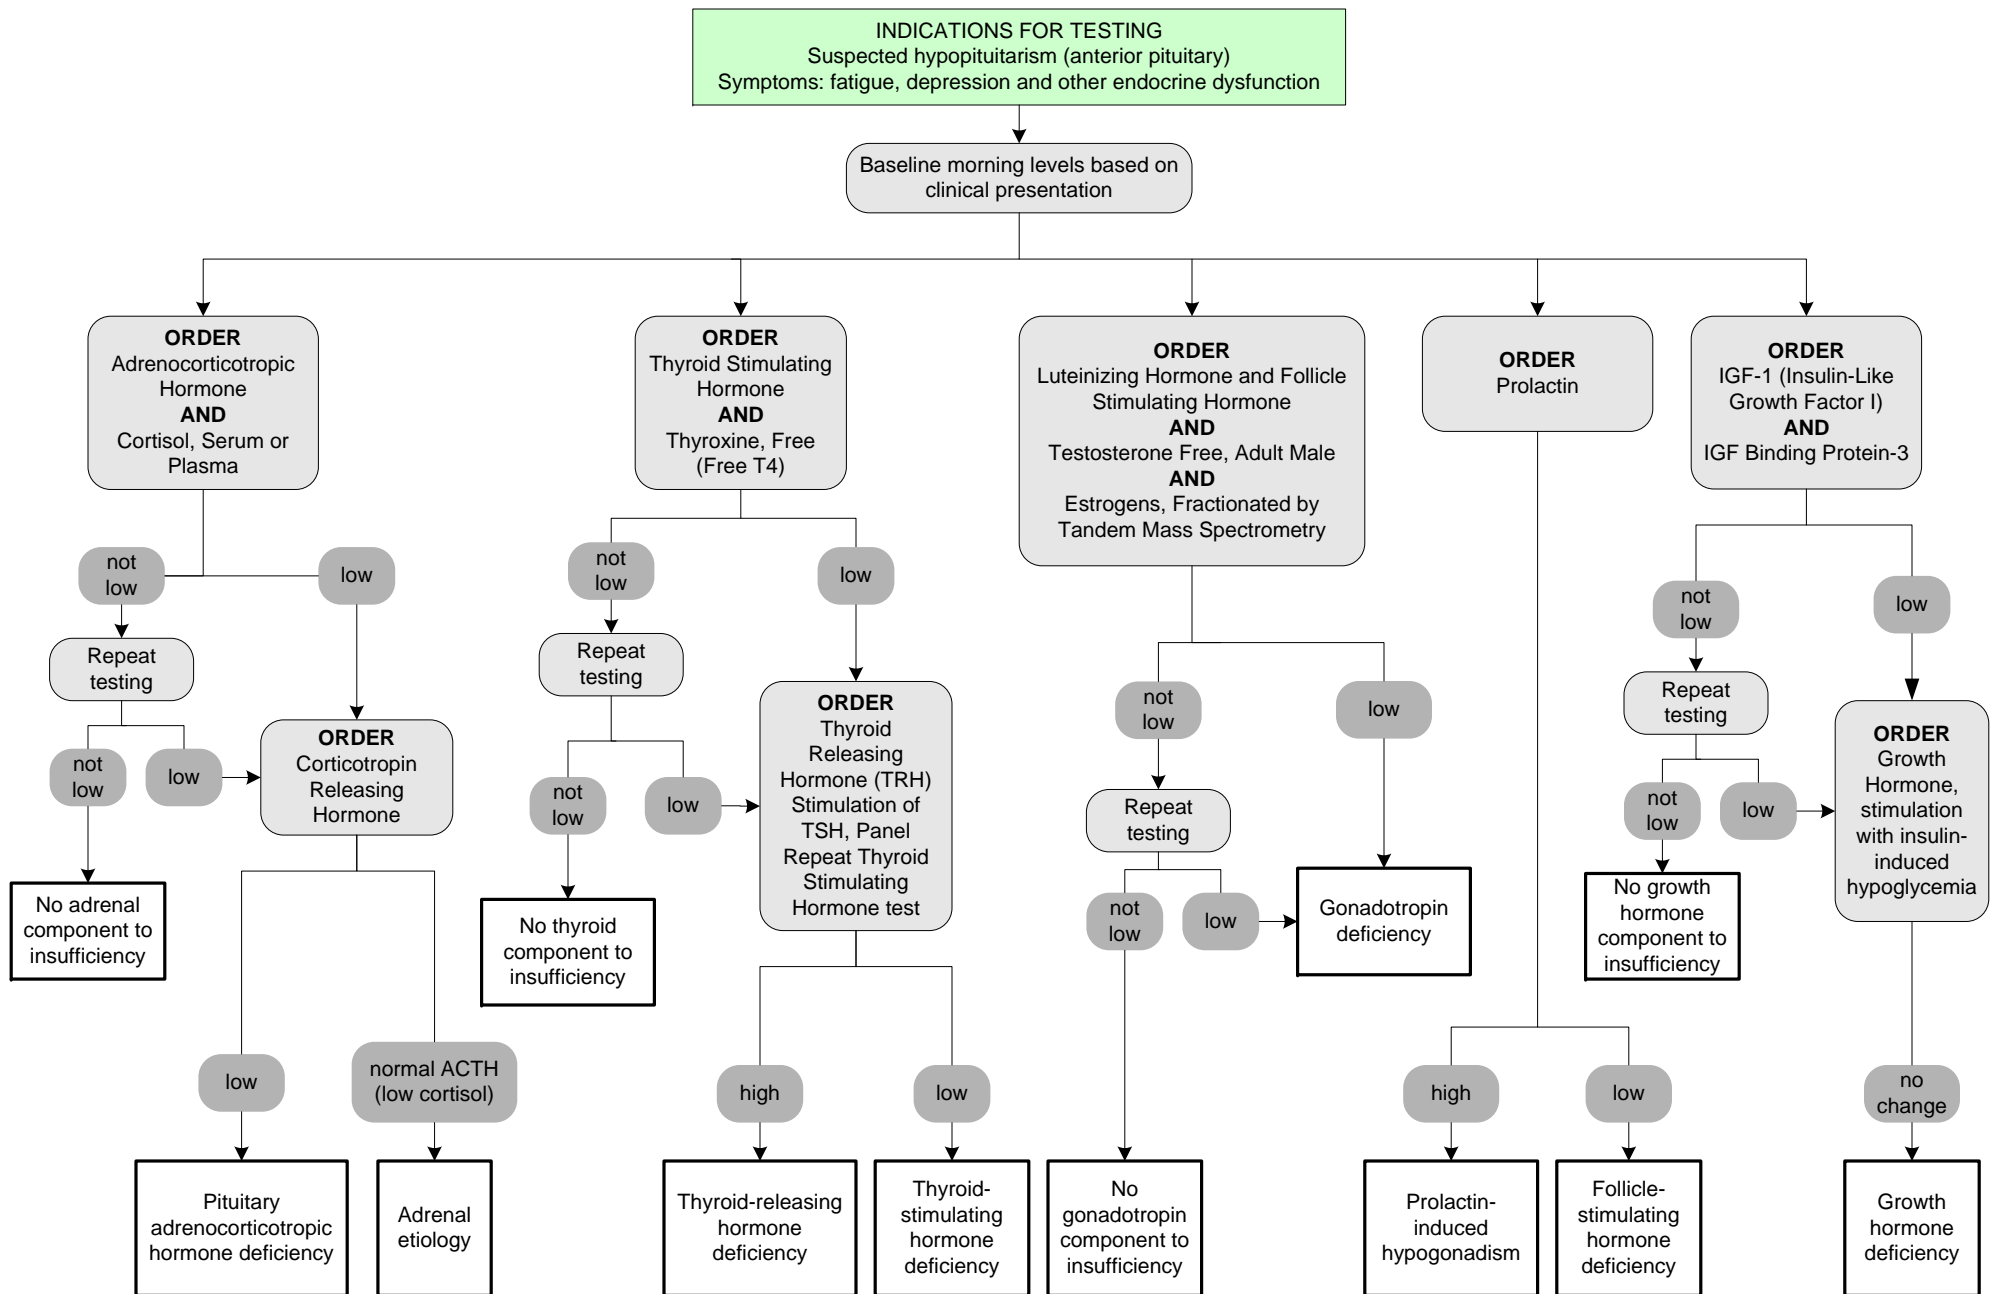 INDICATIONS FOR TESTING
Suspected hypopituitarism (anterior pituitary)
Symptoms: fatigue, depression and other endocrine dysfunction
Baseline morning levels based on
clinical presentation
ORDER
Adrenocorticotropic
Hormone
AND
Cortisol, Serum or
Plasma
not
low
low
Repeat
testing
not
low
low
ORDER
Corticotropin
Releasing
Hormone
No adrenal
component to
insufficiency
low
normal ACTH
(low cortisol)
Pituitary
adrenocorticotropic
hormone deficiency
Adrenal
etiology
ORDER
Thyroid Stimulating
Hormone
AND
Thyroxine, Free
(Free T4)
not
low
low
Repeat
testing
not
low
low
ORDER
Thyroid
Releasing
Hormone (TRH)
Stimulation of
TSH, Panel
Repeat Thyroid
Stimulating
Hormone test
No thyroid
component to
insufficiency
high
low
Thyroid-releasing
hormone
deficiency
Thyroid-
stimulating
hormone
deficiency
ORDER
Luteinizing Hormone and Follicle
Stimulating Hormone
AND
Testosterone Free, Adult Male
AND
Estrogens, Fractionated by
Tandem Mass Spectrometry
not
low
low
Repeat
testing
not
low
low
Gonadotropin
deficiency
No
gonadotropin
component to
insufficiency
ORDER
Prolactin
high
low
Prolactin-
induced
hypogonadism
Follicle-
stimulating
hormone
deficiency
ORDER
IGF-1 (Insulin-Like
Growth Factor I)
AND
IGF Binding Protein-3
not
low
low
Repeat
testing
not
low
low
ORDER
Growth
Hormone,
stimulation
with insulin-
induced
hypoglycemia
No growth
hormone
component to
insufficiency
no
change
Growth
hormone
deficiency